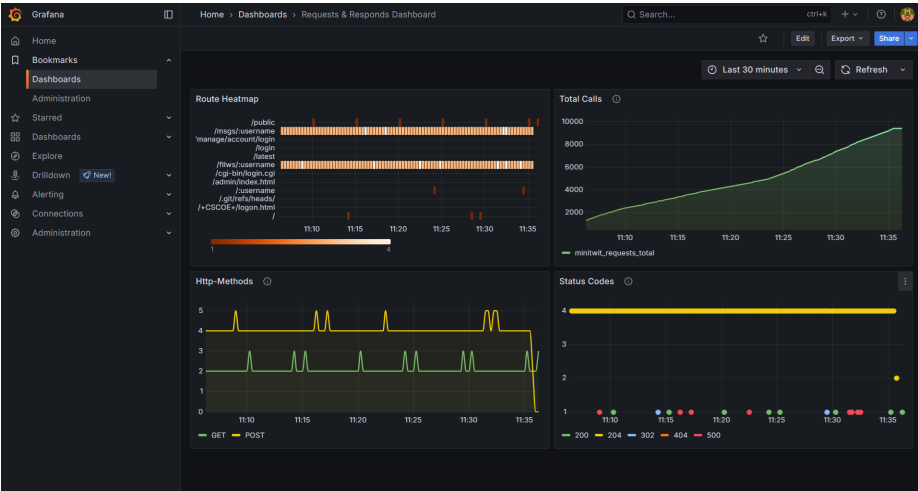 Grafana
Home › Dashboards › Requests & Responds Dashboard
Search...
ctrl+k
Home
Bookmarks
Dashboards
Administration
Starred
Dashboards
Explore
Drilldown
New!
Alerting
Connections
Administration
Edit
Export
Share
Last 30 minutes
Refresh
Route Heatmap
/public
/msgs/:username
'manage/account/login
/login
/latest
/fllws/:username
/cgi-bin/login.cgi
/admin/index.html
/:username
/.git/refs/heads/
/+CSCOE+/logon.html
/
11:10 11:15 11:20 11:25 11:30 11:35
1 4
Total Calls
10000
8000
6000
4000
2000
11:10 11:15 11:20 11:25 11:30 11:35
minitwit_requests_total
Http-Methods
5
4
3
2
1
0
11:10 11:15 11:20 11:25 11:30 11:35
GET POST
Status Codes
4
3
2
1
11:10 11:15 11:20 11:25 11:30 11:35
200 204 302 404 500